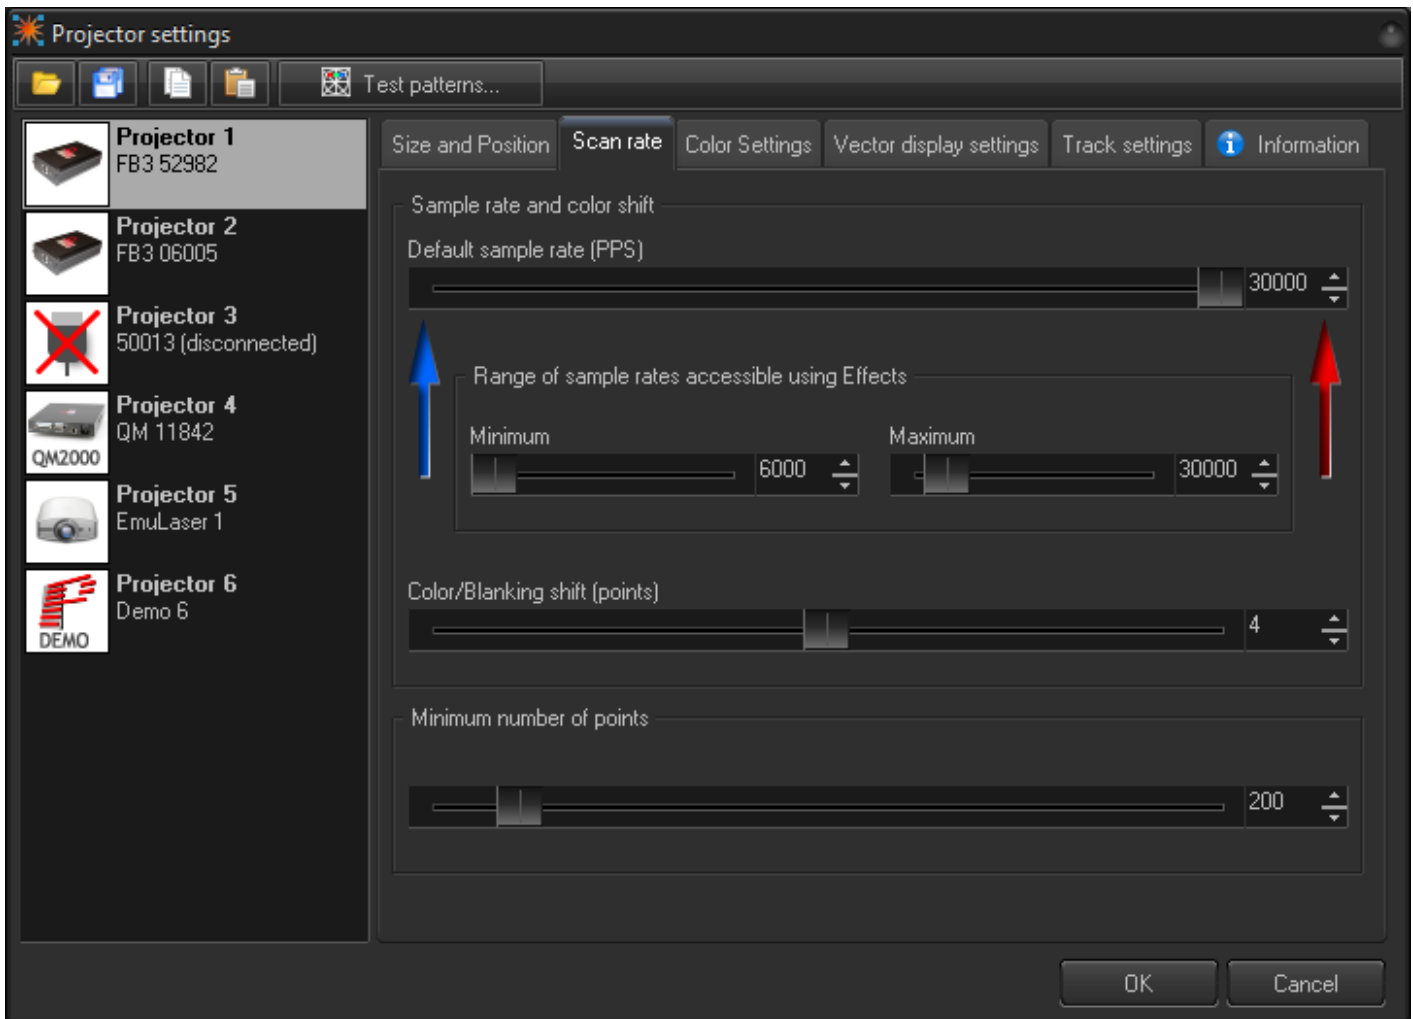 Projector settings
Test patterns...
Projector 1
FB3 52982
Projector 2
FB3 06005
Projector 3
50013 (disconnected)
Projector 4
QM 11842
QM2000
Projector 5
EmuLaser 1
Projector 6
Demo 6
DEMO
Size and Position Scan rate Color Settings Vector display settings Track settings Information
Sample rate and color shift
Default sample rate (PPS)
30000
Range of sample rates accessible using Effects
Minimum Maximum
6000 30000
Color/Blanking shift (points)
4
Minimum number of points
200
OK Cancel